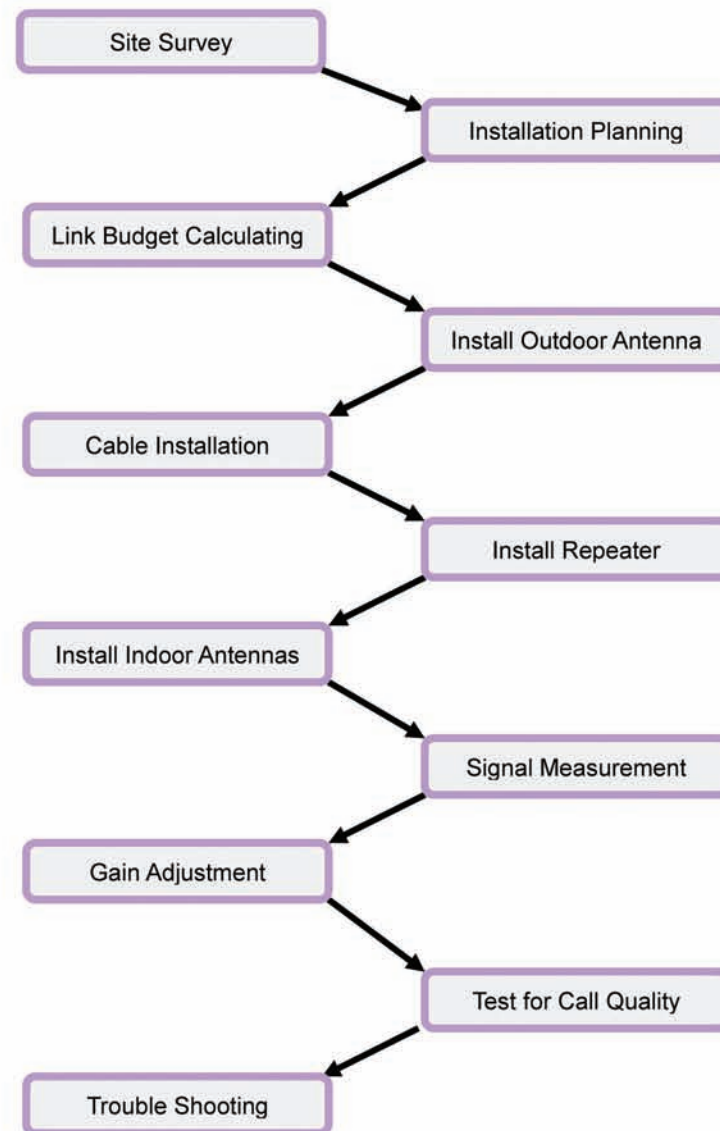 Site Survey
Installation Planning
Link Budget Calculating
Install Outdoor Antenna
Cable Installation
Install Repeater
Install Indoor Antennas
Signal Measurement
Gain Adjustment
Test for Call Quality
Trouble Shooting